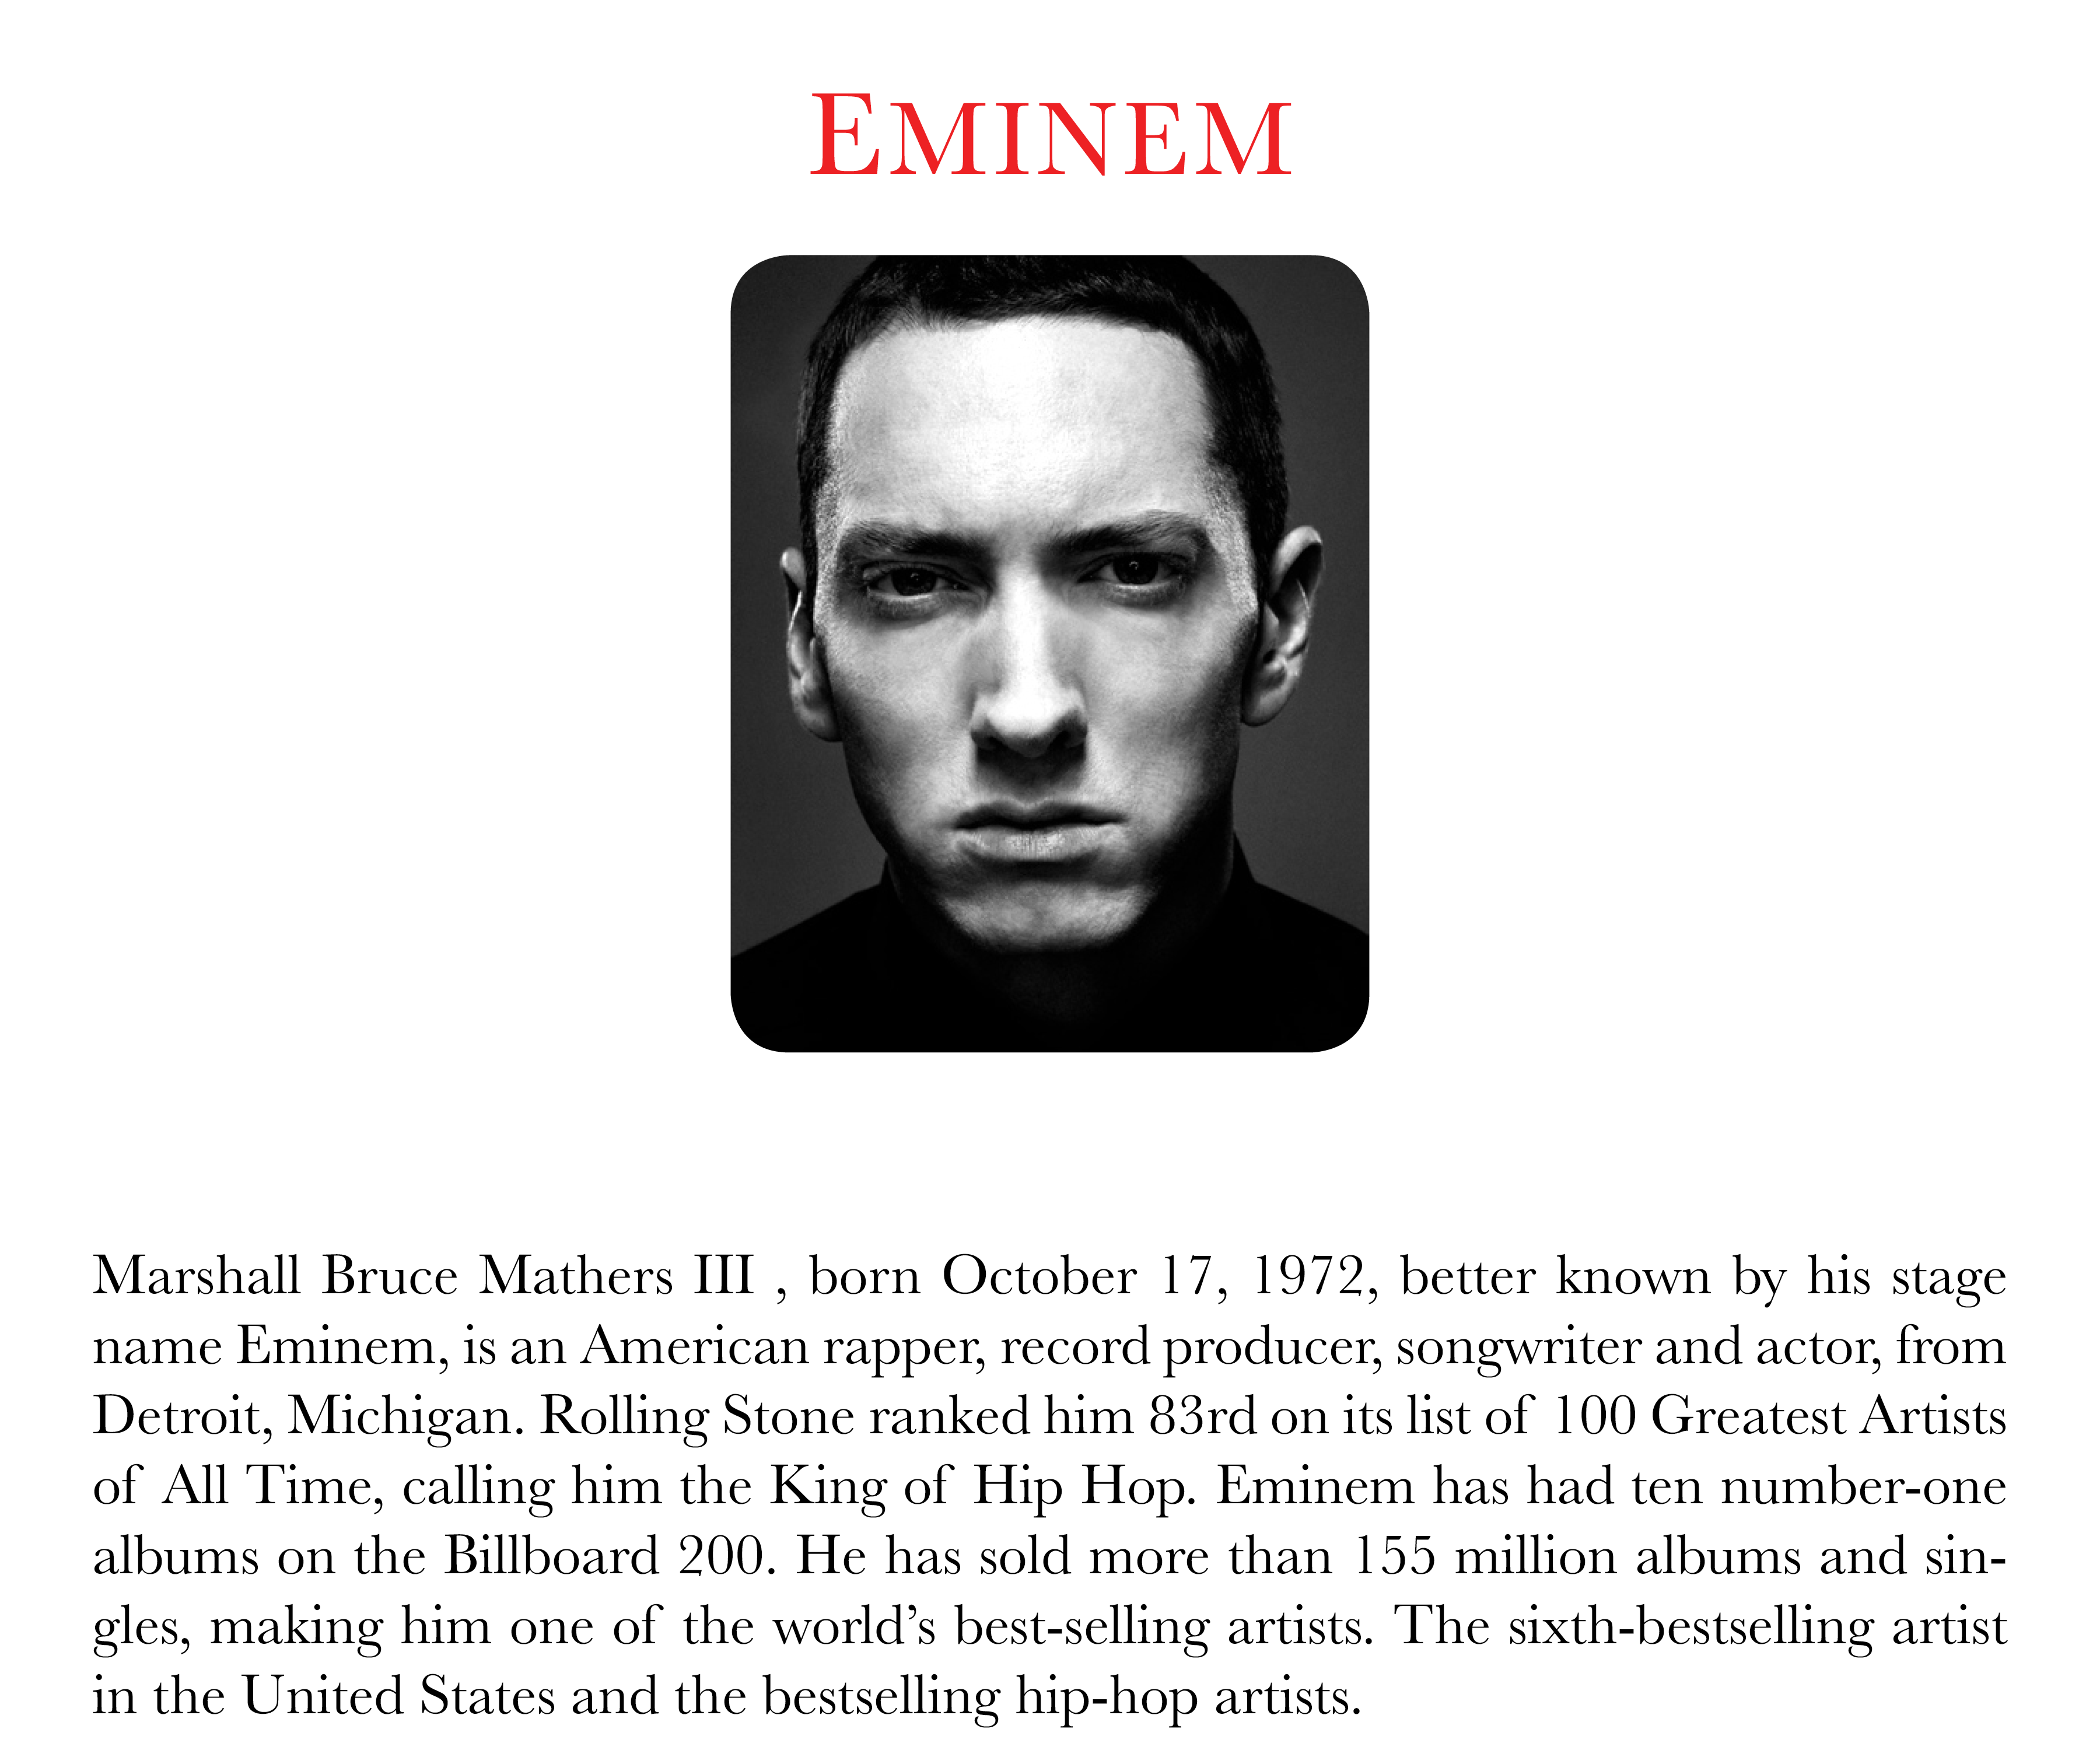 EMINEM
Marshall Bruce Mathers III , born October 17, 1972, better known by his stage
name Eminem, is an American rapper, record producer, songwriter and actor, from
Detroit, Michigan. Rolling Stone ranked him 83rd on its list of 100 Greatest Artists
of All Time, calling him the King of Hip Hop. Eminem has had ten number-one
albums on the Billboard 200. He has sold more than 155 million albums and sin-
gles, making him one of the world’s best-selling artists. The sixth-bestselling artist
in the United States and the bestselling hip-hop artists.